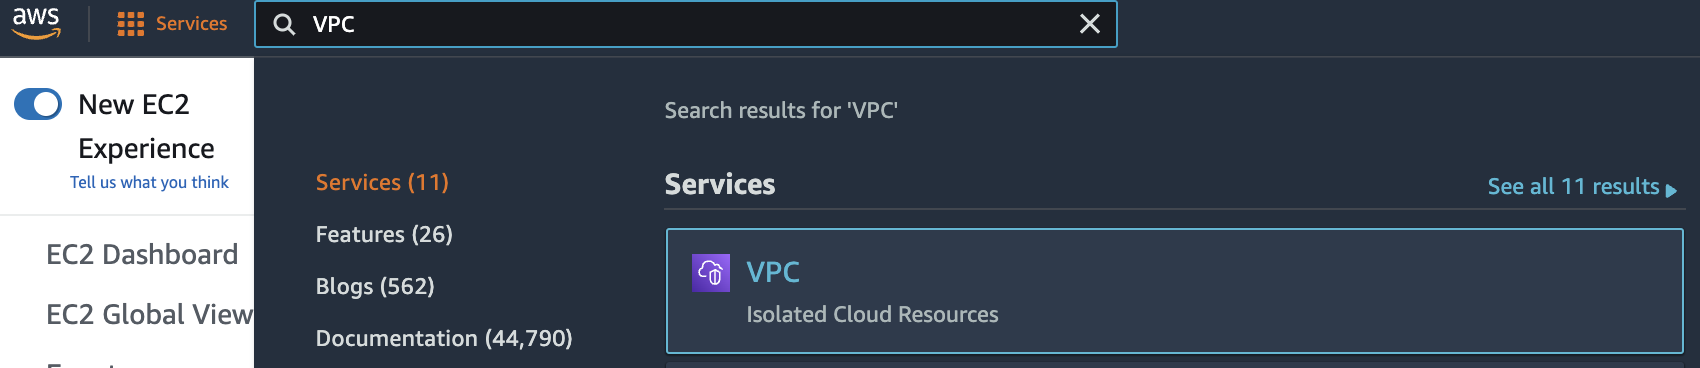 aws
Services
VPC
New EC2
Experience
Tell us what you think
EC2 Dashboard
EC2 Global View
Search results for 'VPC'
Services (11)
Features (26)
Blogs (562)
Documentation (44,790)
Services
See all 11 results
VPC
Isolated Cloud Resources